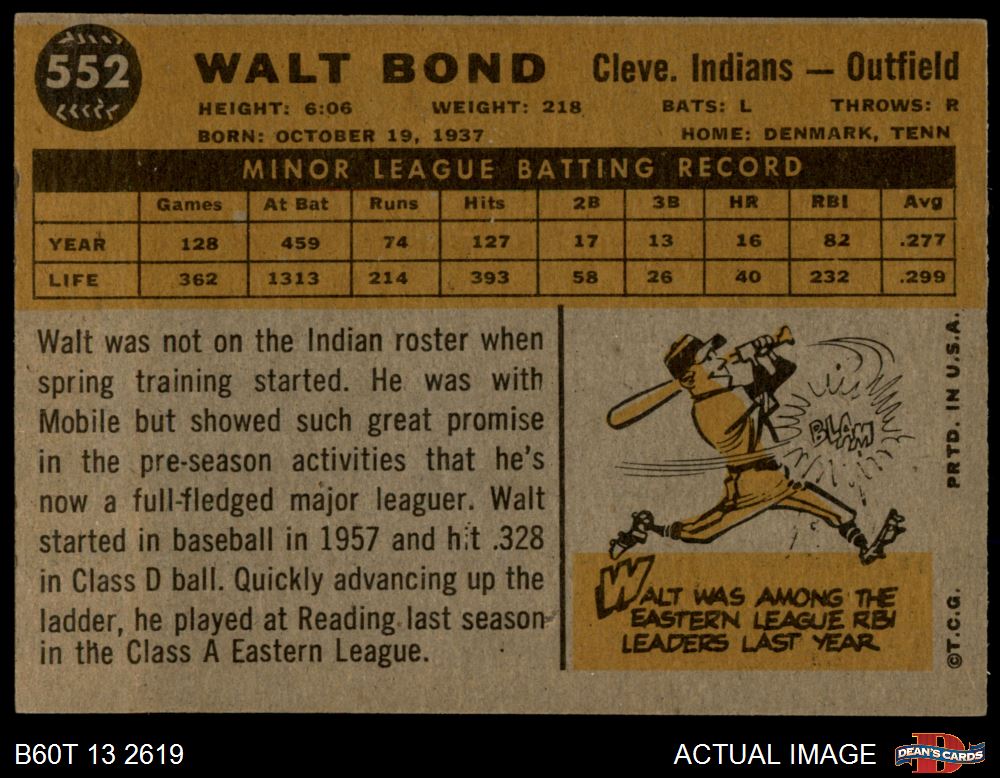 552
WALT BOND Cleve. Indians — Outfield
HEIGHT: 6:06 WEIGHT: 218 BATS: L THROWS: R
BORN: OCTOBER 19, 1937 HOME: DENMARK, TENN
MINOR LEAGUE BATTING RECORD
Games At Bat Runs Hits 2B 3B HR RBI Avg
YEAR 128 459 74 127 17 13 16 82 .277
LIFE 362 1313 214 393 58 26 40 232 .299
Walt was not on the Indian roster when
spring training started. He was with
Mobile but showed such great promise
in the pre-season activities that he's
now a full-fledged major leaguer. Walt
started in baseball in 1957 and hit .328
in Class D ball. Quickly advancing up the
ladder, he played at Reading last season
in the Class A Eastern League.
BLAM
WALT WAS AMONG THE
EASTERN LEAGUE RBI
LEADERS LAST YEAR
©T.C.G. PRTD. IN U.S.A.
B60T 13 2619 ACTUAL IMAGE
D
DEAN'S CARDS